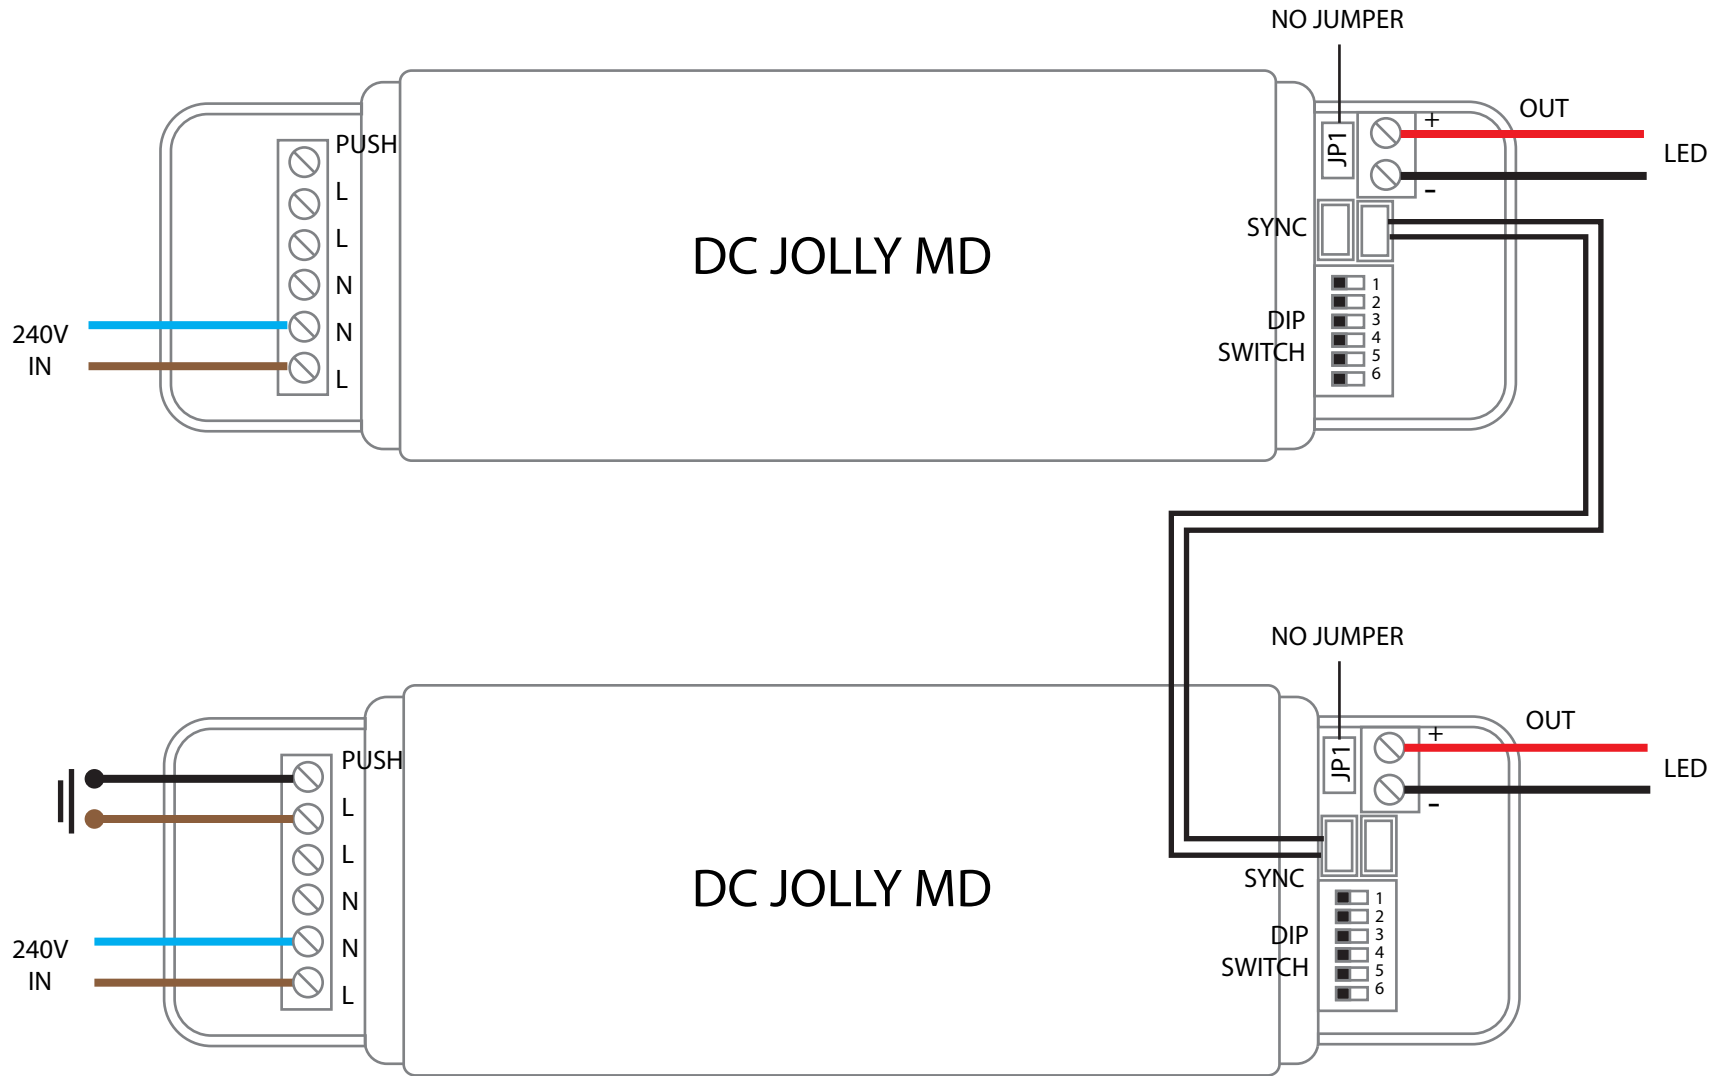 NO JUMPER
OUT
LED
+
-
JP1
PUSH
L
L
N
N
L
240V
IN
DC JOLLY MD
SYNC
DIP
SWITCH
1
2
3
4
5
6
NO JUMPER
OUT
LED
+
-
JP1
PUSH
L
L
N
N
L
240V
IN
DC JOLLY MD
SYNC
DIP
SWITCH
1
2
3
4
5
6